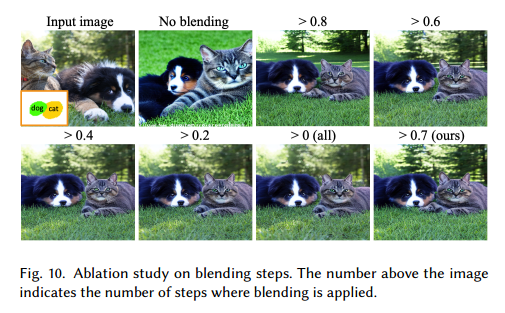 Input image No blending > 0.8 > 0.6
dog cat
> 0.4 > 0.2 > 0 (all) > 0.7 (ours)
Fig. 10. Ablation study on blending steps. The number above the image
indicates the number of steps where blending is applied.